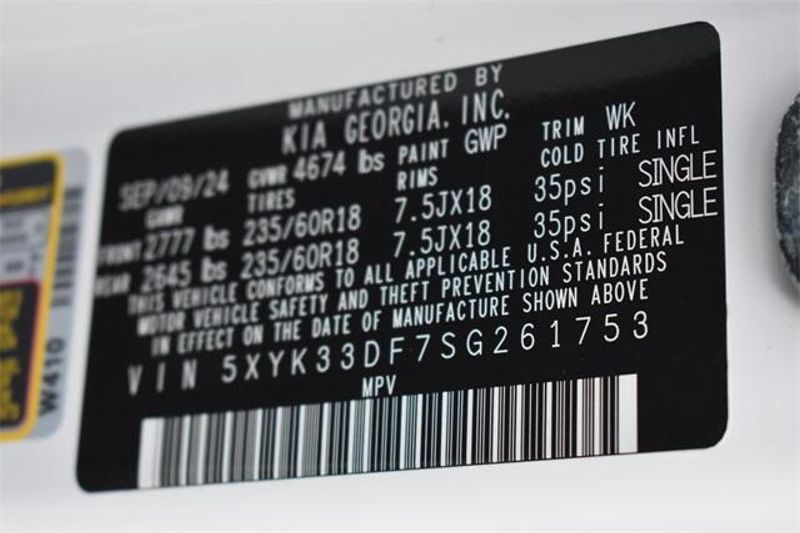 MANUFACTURED BY
KIA GEORGIA. INC.
SEP/09/24 GVWR 4674 lbs PAINT GWP TRIM WK
GAWR TIRES RIMS COLD TIRE INFL
FRONT 2777 lbs 235/60R18 7.5JX18 35psi SINGLE
REAR 2645 lbs 235/60R18 7.5JX18 35psi SINGLE
THIS VEHICLE CONFORMS TO ALL APPLICABLE U.S.A. FEDERAL
MOTOR VEHICLE SAFETY AND THEFT PREVENTION STANDARDS
IN EFFECT ON THE DATE OF MANUFACTURE SHOWN ABOVE
VIN 5XYK33DF7SG261753
MPV
W410